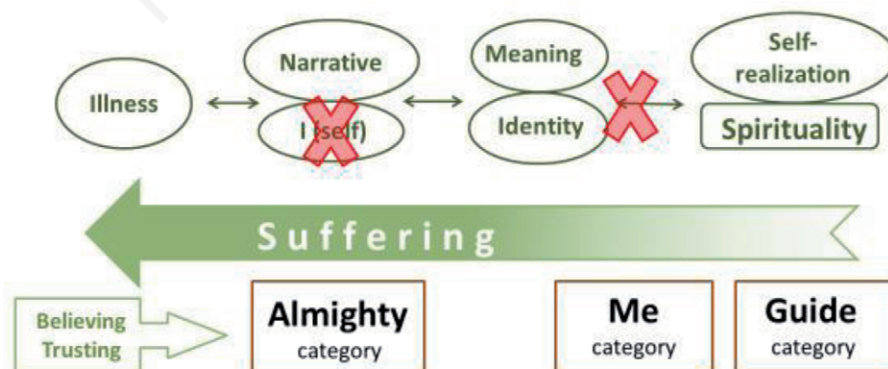 Illness
Narrative
I (self)
Meaning
Identity
Self-
realization
Spirituality
Suffering
Believing
Trusting
Almighty
category
Me
category
Guide
category